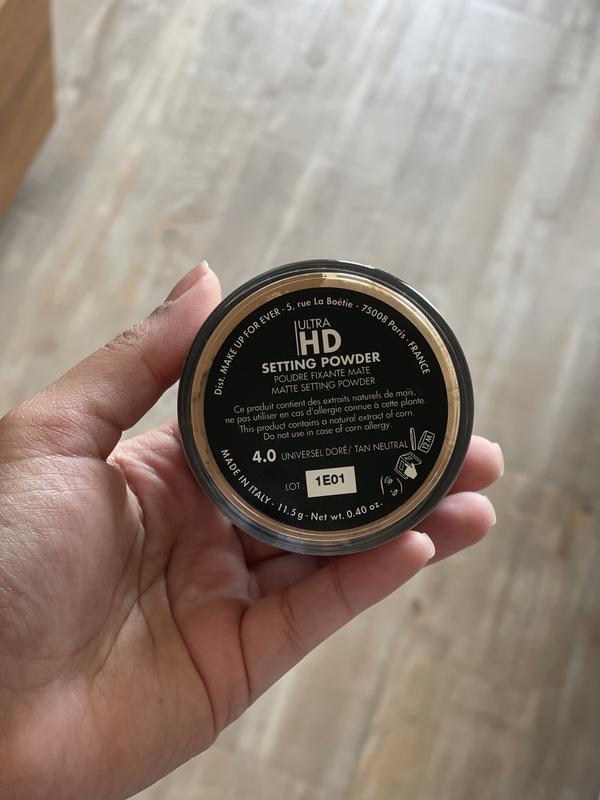 Dist. MAKE UP FOR EVER - 5, rue La Boétie - 75008 Paris - FRANCE
ULTRA
HD
SETTING POWDER
POUDRE FIXANTE MATE
MATTE SETTING POWDER
Ce produit contient des extraits naturels de maïs,
ne pas utiliser en cas d'allergie connue à cette plante.
This product contains a natural extract of corn.
Do not use in case of corn allergy.
4.0 UNIVERSEL DORÉ/ TAN NEUTRAL
12M
LOT : 1E01
MADE IN ITALY - 11.5 g - Net wt. 0.40 oz.